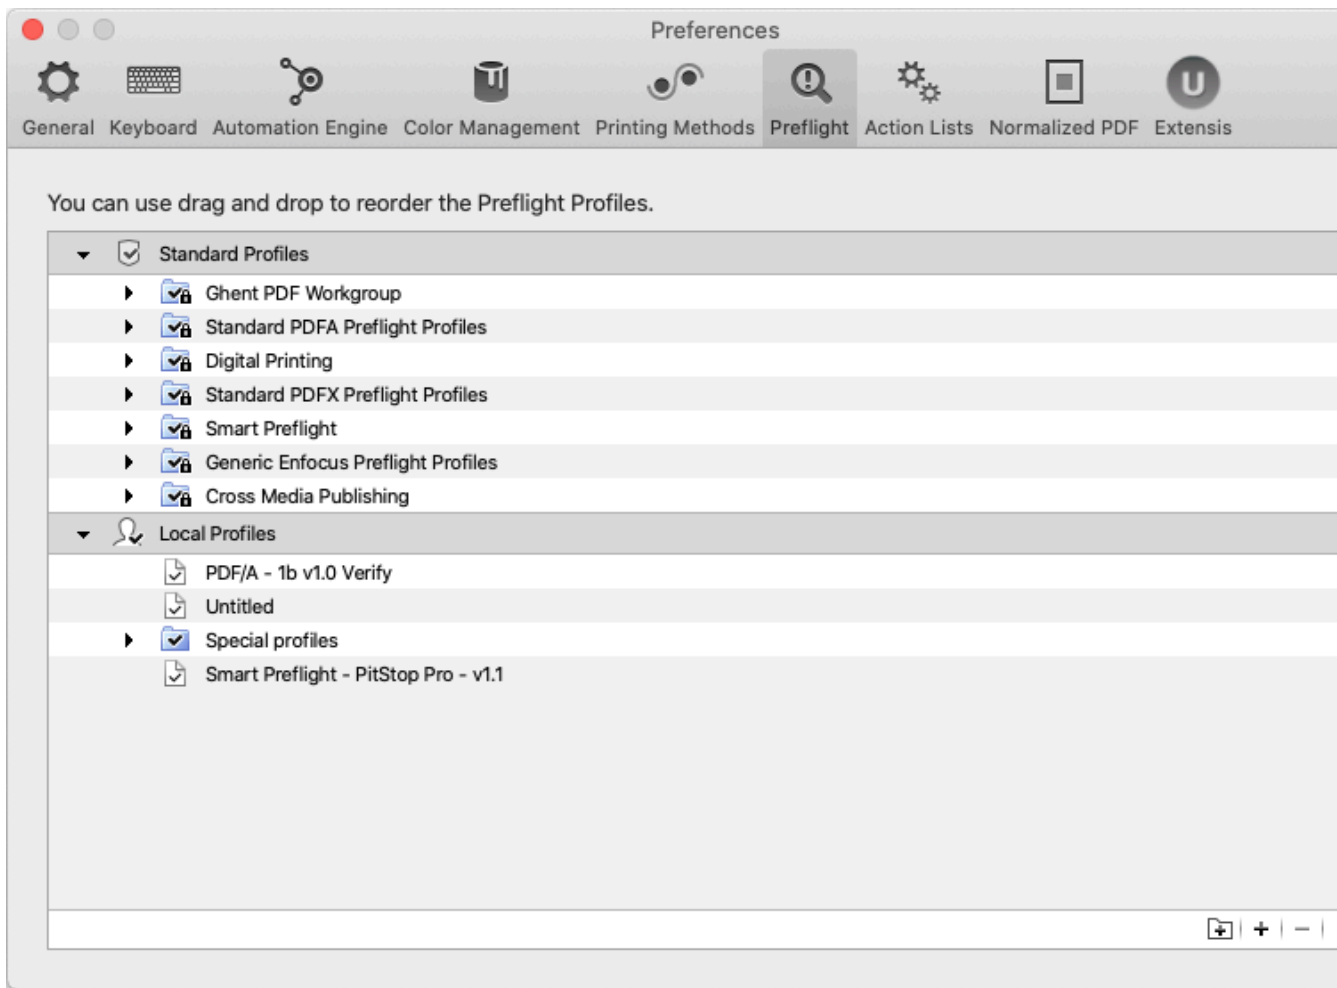 Preferences
General Keyboard Automation Engine Color Management Printing Methods Preflight Action Lists Normalized PDF Extensis
You can use drag and drop to reorder the Preflight Profiles.
Standard Profiles
Ghent PDF Workgroup
Standard PDFA Preflight Profiles
Digital Printing
Standard PDFX Preflight Profiles
Smart Preflight
Generic Enfocus Preflight Profiles
Cross Media Publishing
Local Profiles
PDF/A - 1b v1.0 Verify
Untitled
Special profiles
Smart Preflight - PitStop Pro - v1.1